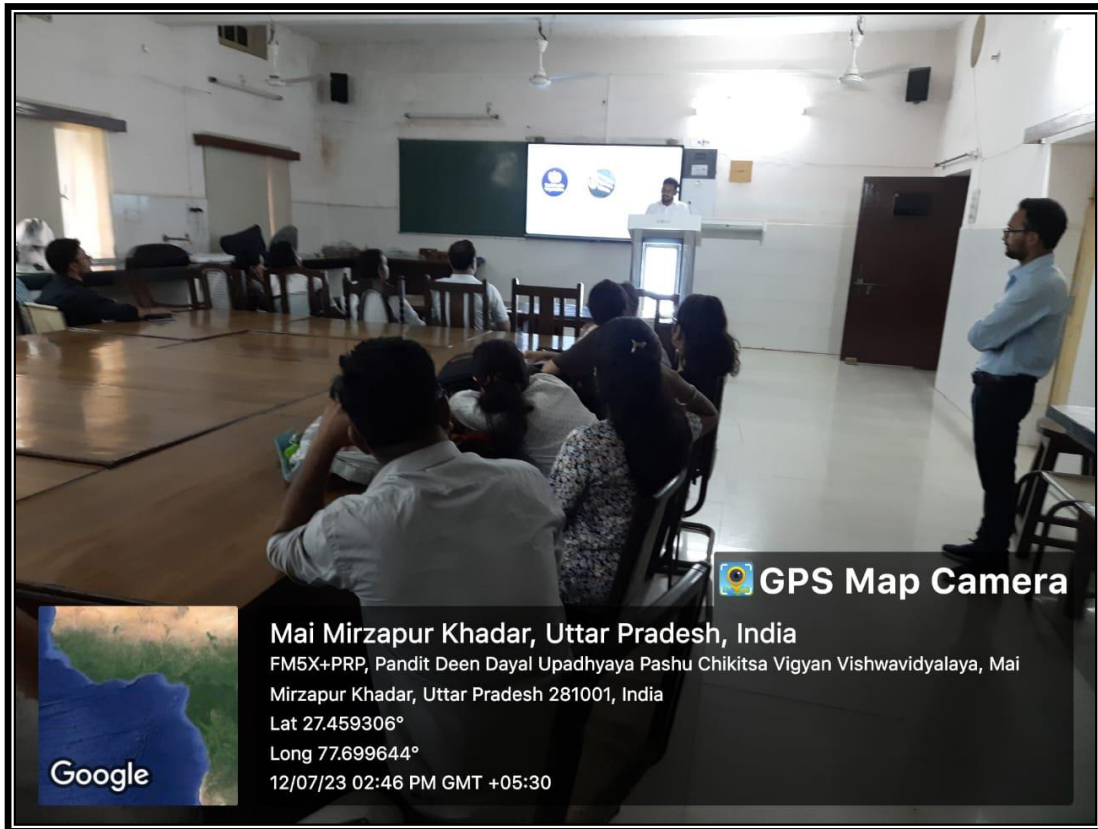 GPS Map Camera
Mai Mirzapur Khadar, Uttar Pradesh, India
FM5X+PRP, Pandit Deen Dayal Upadhyaya Pashu Chikitsa Vigyan Vishwavidyalaya, Mai
Mirzapur Khadar, Uttar Pradesh 281001, India
Lat 27.459306°
Long 77.699644°
12/07/23 02:46 PM GMT +05:30
Google